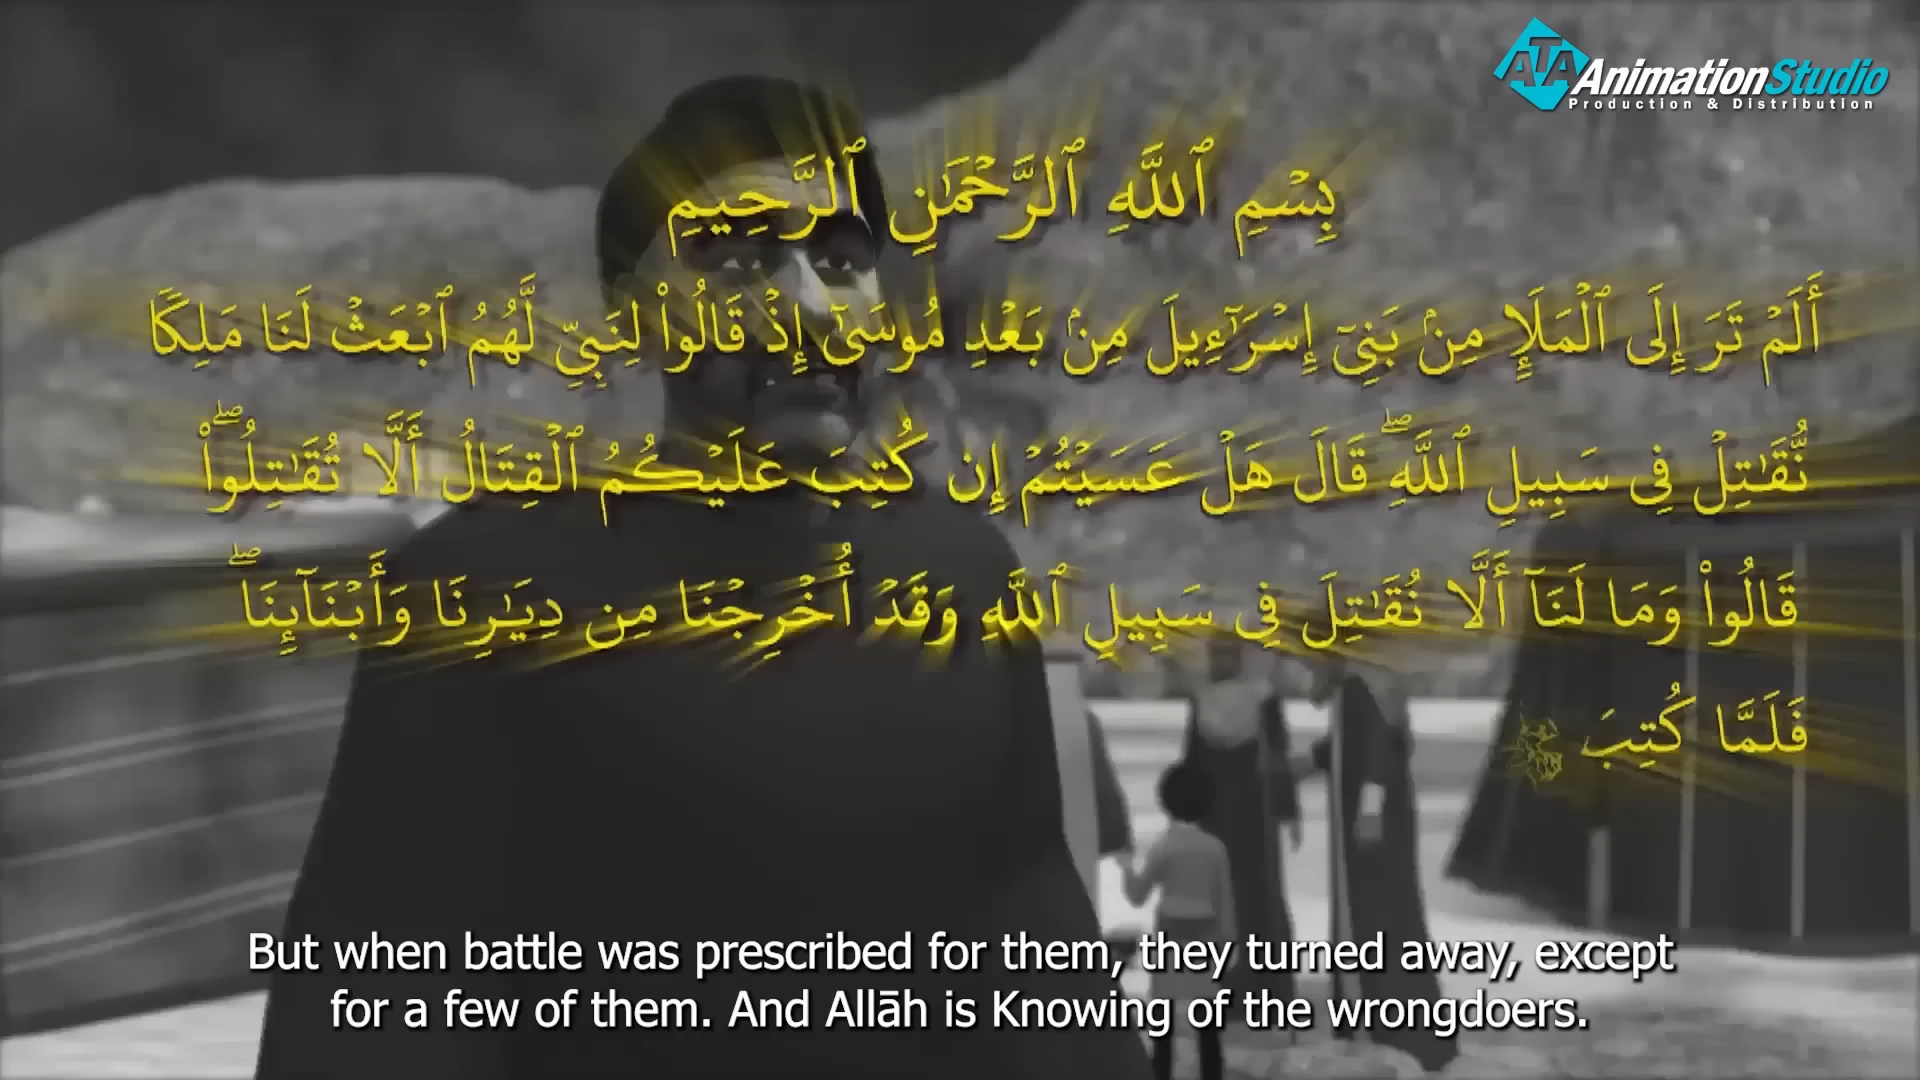 ATA AnimationStudio
Production & Distribution
بِسْمِ ٱللَّهِ ٱلرَّحْمَٰنِ ٱلرَّحِيمِ
أَلَمْ تَرَ إِلَى ٱلْمَلَإِ مِنۢ بَنِىٓ إِسْرَٰٓءِيلَ مِنۢ بَعْدِ مُوسَىٰٓ إِذْ قَالُوا۟ لِنَبِىٍّ لَّهُمُ ٱبْعَثْ لَنَا مَلِكًا
نُّقَٰتِلْ فِى سَبِيلِ ٱللَّهِ ۖ قَالَ هَلْ عَسَيْتُمْ إِن كُتِبَ عَلَيْكُمُ ٱلْقِتَالُ أَلَّا تُقَٰتِلُوا۟ ۖ
قَالُوا۟ وَمَا لَنَآ أَلَّا نُقَٰتِلَ فِى سَبِيلِ ٱللَّهِ وَقَدْ أُخْرِجْنَا مِن دِيَٰرِنَا وَأَبْنَآئِنَا ۖ
فَلَمَّا كُتِبَ
But when battle was prescribed for them, they turned away, except
for a few of them. And Allāh is Knowing of the wrongdoers.